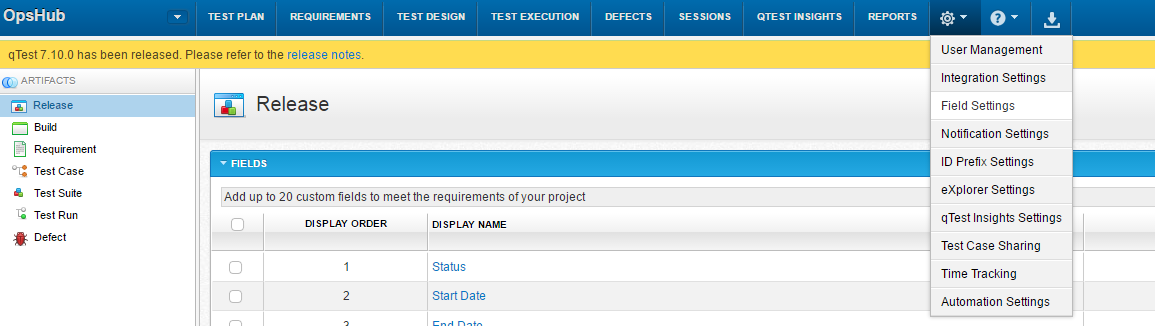 OpsHub
TEST PLAN
REQUIREMENTS
TEST DESIGN
TEST EXECUTION
DEFECTS
SESSIONS
QTEST INSIGHTS
REPORTS
?
qTest 7.10.0 has been released. Please refer to the release notes.
ARTIFACTS
Release
Build
Requirement
Test Case
Test Suite
Test Run
Defect
Release
FIELDS
Add up to 20 custom fields to meet the requirements of your project
DISPLAY ORDER
DISPLAY NAME
1
Status
2
Start Date
3
End Date
User Management
Integration Settings
Field Settings
Notification Settings
ID Prefix Settings
eXplorer Settings
qTest Insights Settings
Test Case Sharing
Time Tracking
Automation Settings